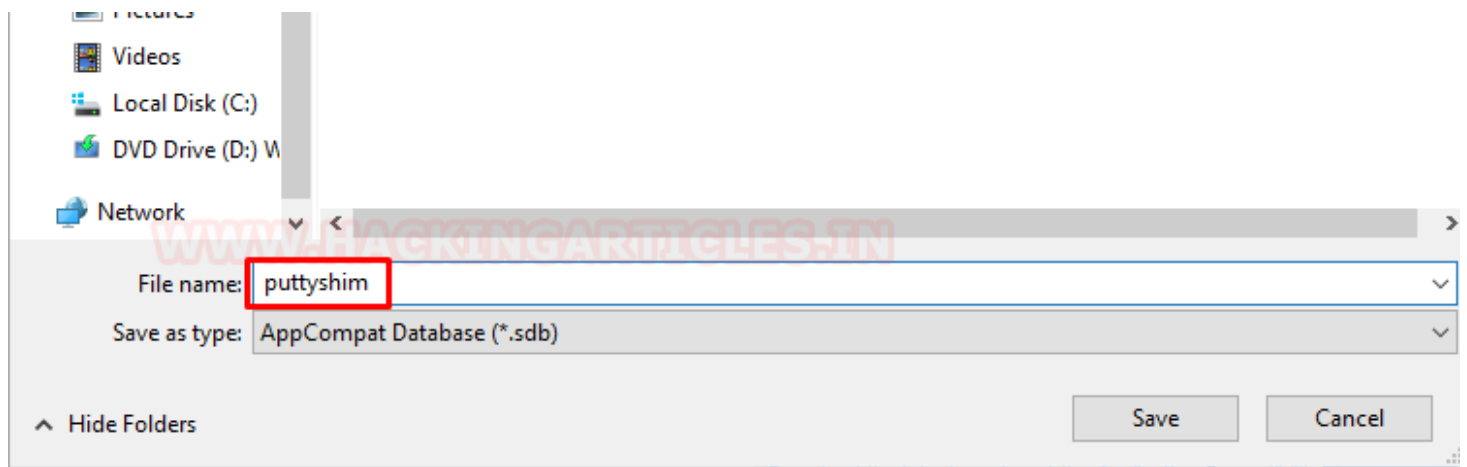 Pictures
Videos
Local Disk (C:)
DVD Drive (D:) W
Network
WWW.HACKINGARTICLES.IN
File name: puttyshim
Save as type: AppCompat Database (*.sdb)
Hide Folders
Save
Cancel